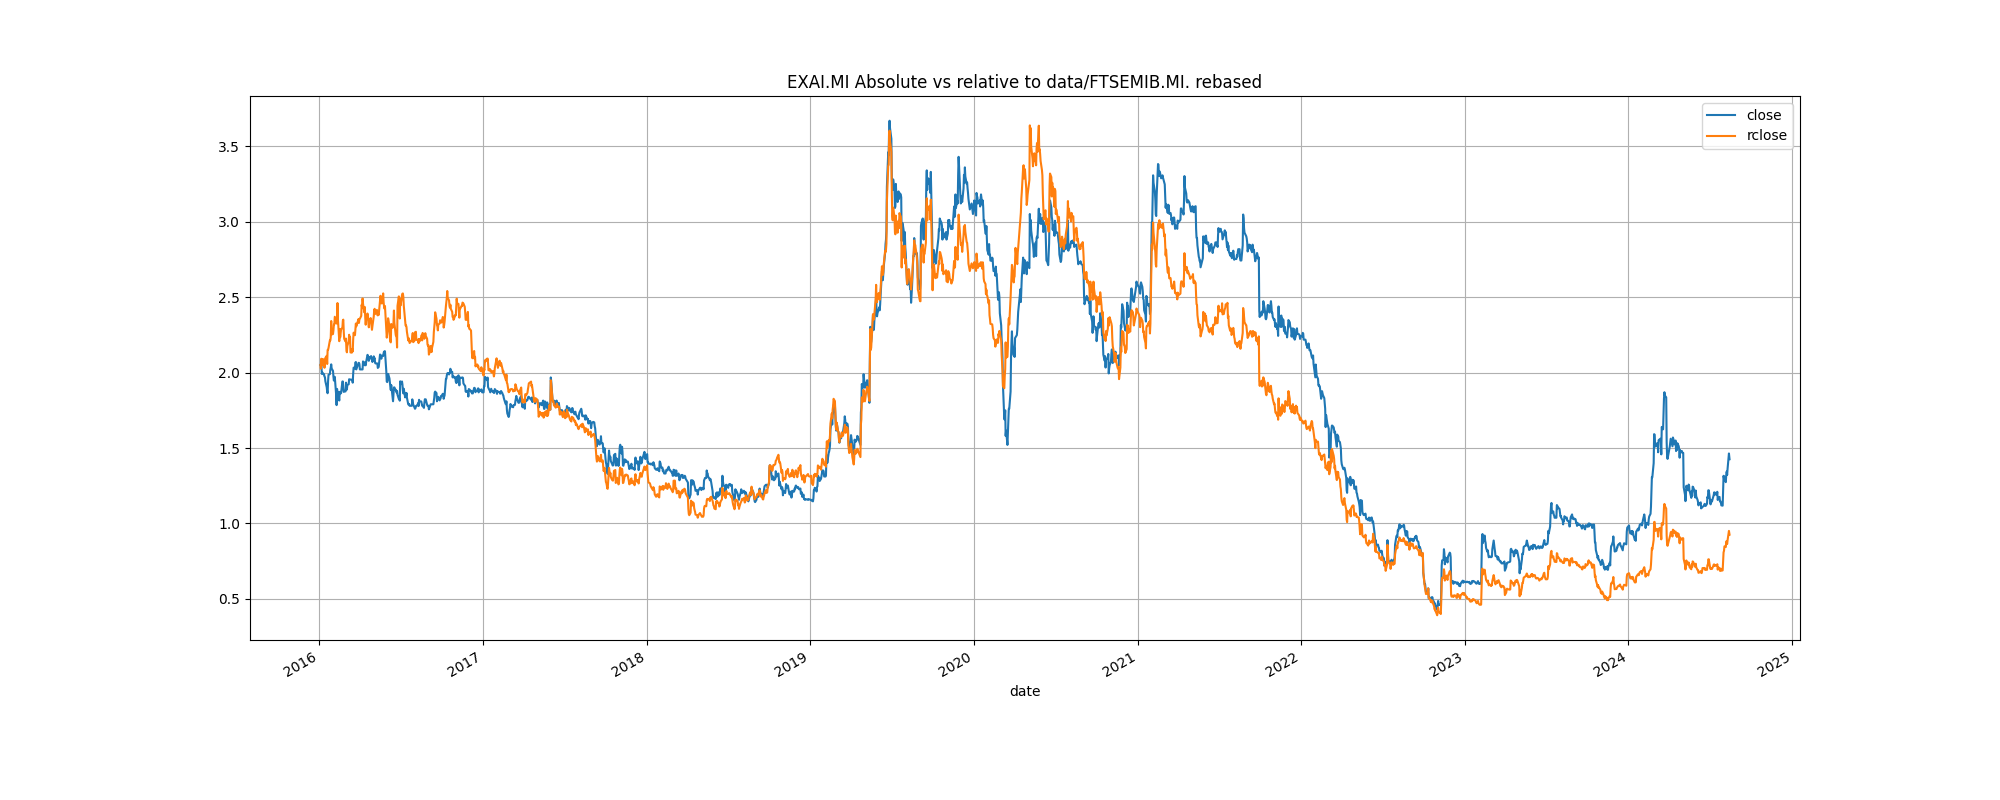 EXAI.MI Absolute vs relative to data/FTSEMIB.MI. rebased
close
rclose
3.5
3.0
2.5
2.0
1.5
1.0
0.5
2016 2017 2018 2019 2020 2021 2022 2023 2024 2025
date